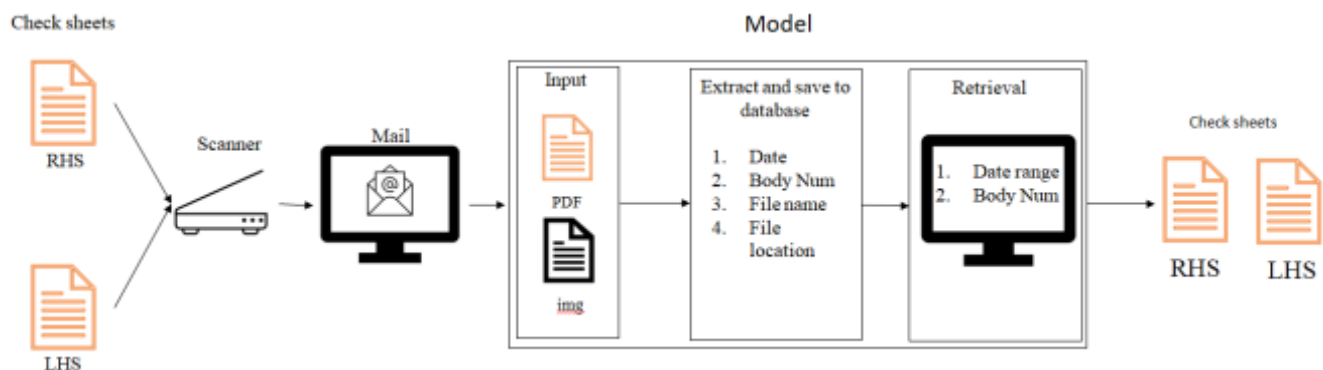 Check sheets
RHS
LHS
Scanner
Mail
Model
Input
PDF
img
Extract and save to
database
1. Date
2. Body Num
3. File name
4. File
location
Retrieval
1. Date range
2. Body Num
Check sheets
RHS
LHS